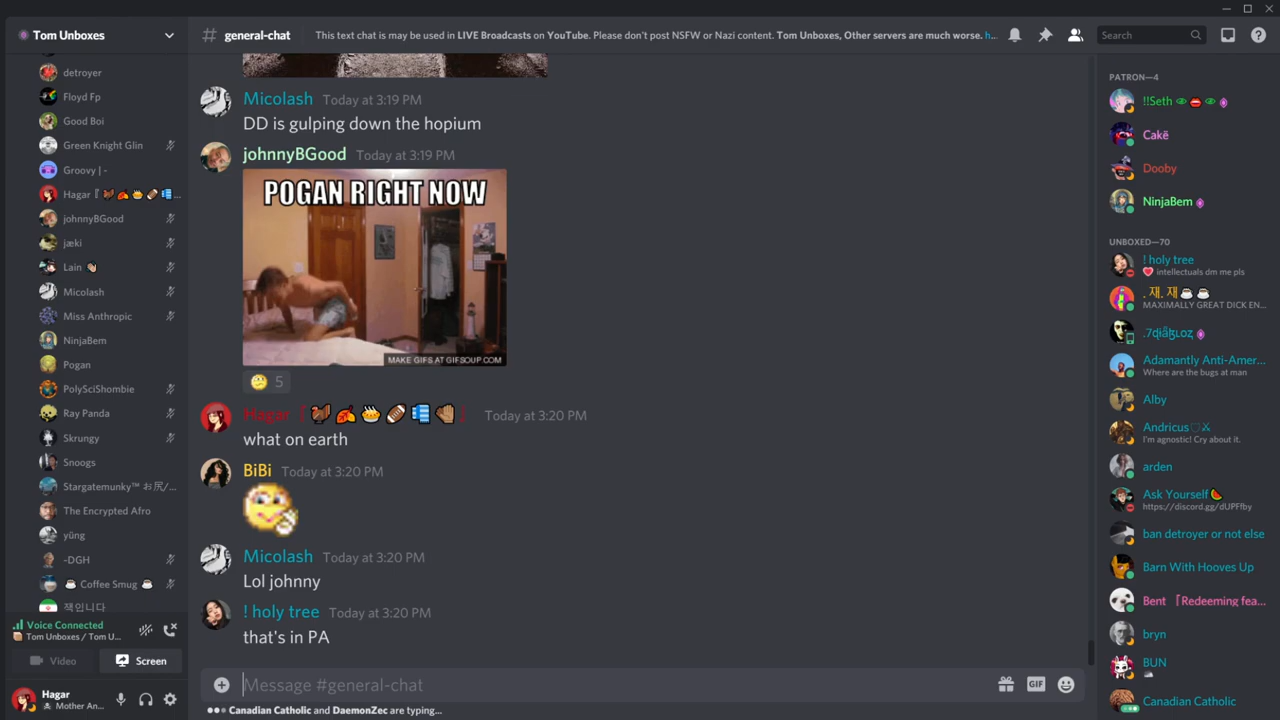 Tom Unboxes
detroyer
Floyd Fp
Good Boi
Green Knight Glin
Groovy | -
Hagar
johnnyBGood
jæki
Lain
Micolash
Miss Anthropic
NinjaBem
Pogan
PolySciShombie
Ray Panda
Skrungy
Snoogs
Stargatemunky™ お尻/...
The Encrypted Afro
yüng
-DGH
Coffee Smug
잭인니다
Voice Connected
Tom Unboxes / Tom U...
Video
Screen
Hagar
Mother An...
# general-chat
This text chat is may be used in LIVE Broadcasts on YouTube. Please don't post NSFW or Nazi content. Tom Unboxes, Other servers are much worse. h...
Search
Micolash Today at 3:19 PM
DD is gulping down the hopium
johnnyBGood Today at 3:19 PM
POGAN RIGHT NOW
MAKE GIFS AT GIFSOUP.COM
5
Hagar Today at 3:20 PM
what on earth
BiBi Today at 3:20 PM
Micolash Today at 3:20 PM
Lol johnny
! holy tree Today at 3:20 PM
that's in PA
Message #general-chat
GIF
Canadian Catholic and DaemonZec are typing...
PATRON—4
!!Seth
Cakē
Dooby
NinjaBem
UNBOXED—70
! holy tree
intellectuals dm me pls
. 재. 재
MAXIMALLY GREAT DICK EN...
Adamantly Anti-Amer...
Where are the bugs at man
Alby
Andricus
I'm agnostic! Cry about it.
arden
Ask Yourself
https://discord.gg/dUPFfby
ban detroyer or not else
Barn With Hooves Up
Bent 「Redeeming fea...
bryn
BUN
Canadian Catholic